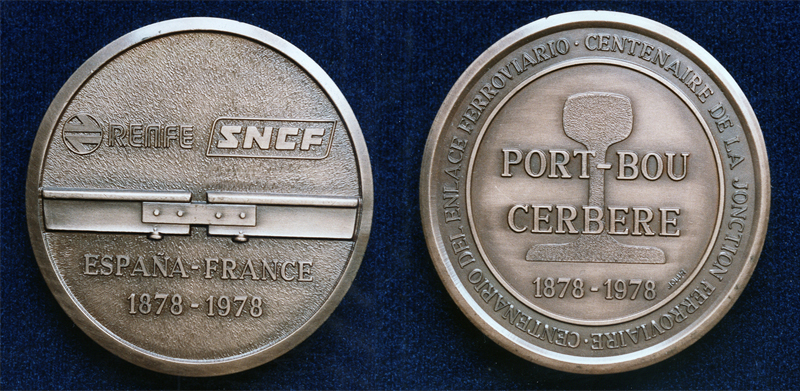 RENFE SNCF
ESPAÑA-FRANCE
1878-1978
CENTENARIO DEL ENLACE FERROVIARIO · CENTENAIRE DE LA JONCTION FERROVIAIRE ·
PORT-BOU
CERBERE
1878-1978